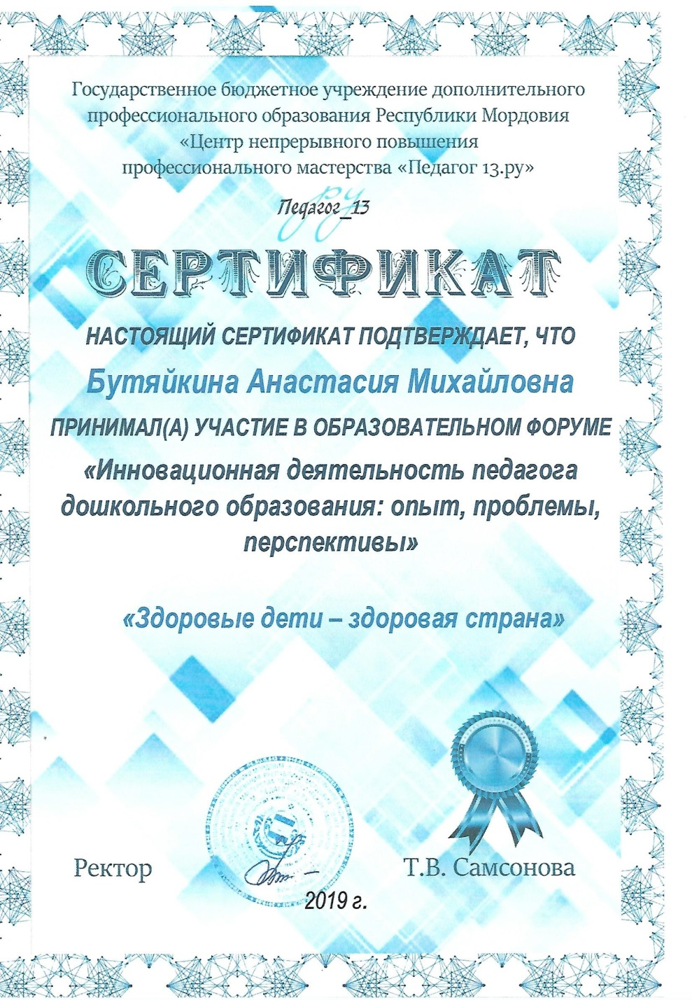 Государственное бюджетное учреждение дополнительного
профессионального образования Республики Мордовия
«Центр непрерывного повышения
профессионального мастерства «Педагог 13.ру»
ру
Педагог_13
СЕРТИФИКАТ
НАСТОЯЩИЙ СЕРТИФИКАТ ПОДТВЕРЖДАЕТ, ЧТО
Бутяйкина Анастасия Михайловна
ПРИНИМАЛ(А) УЧАСТИЕ В ОБРАЗОВАТЕЛЬНОМ ФОРУМЕ
«Инновационная деятельность педагога
дошкольного образования: опыт, проблемы,
перспективы»
«Здоровые дети – здоровая страна»
Ректор
Т.В. Самсонова
2019 г.